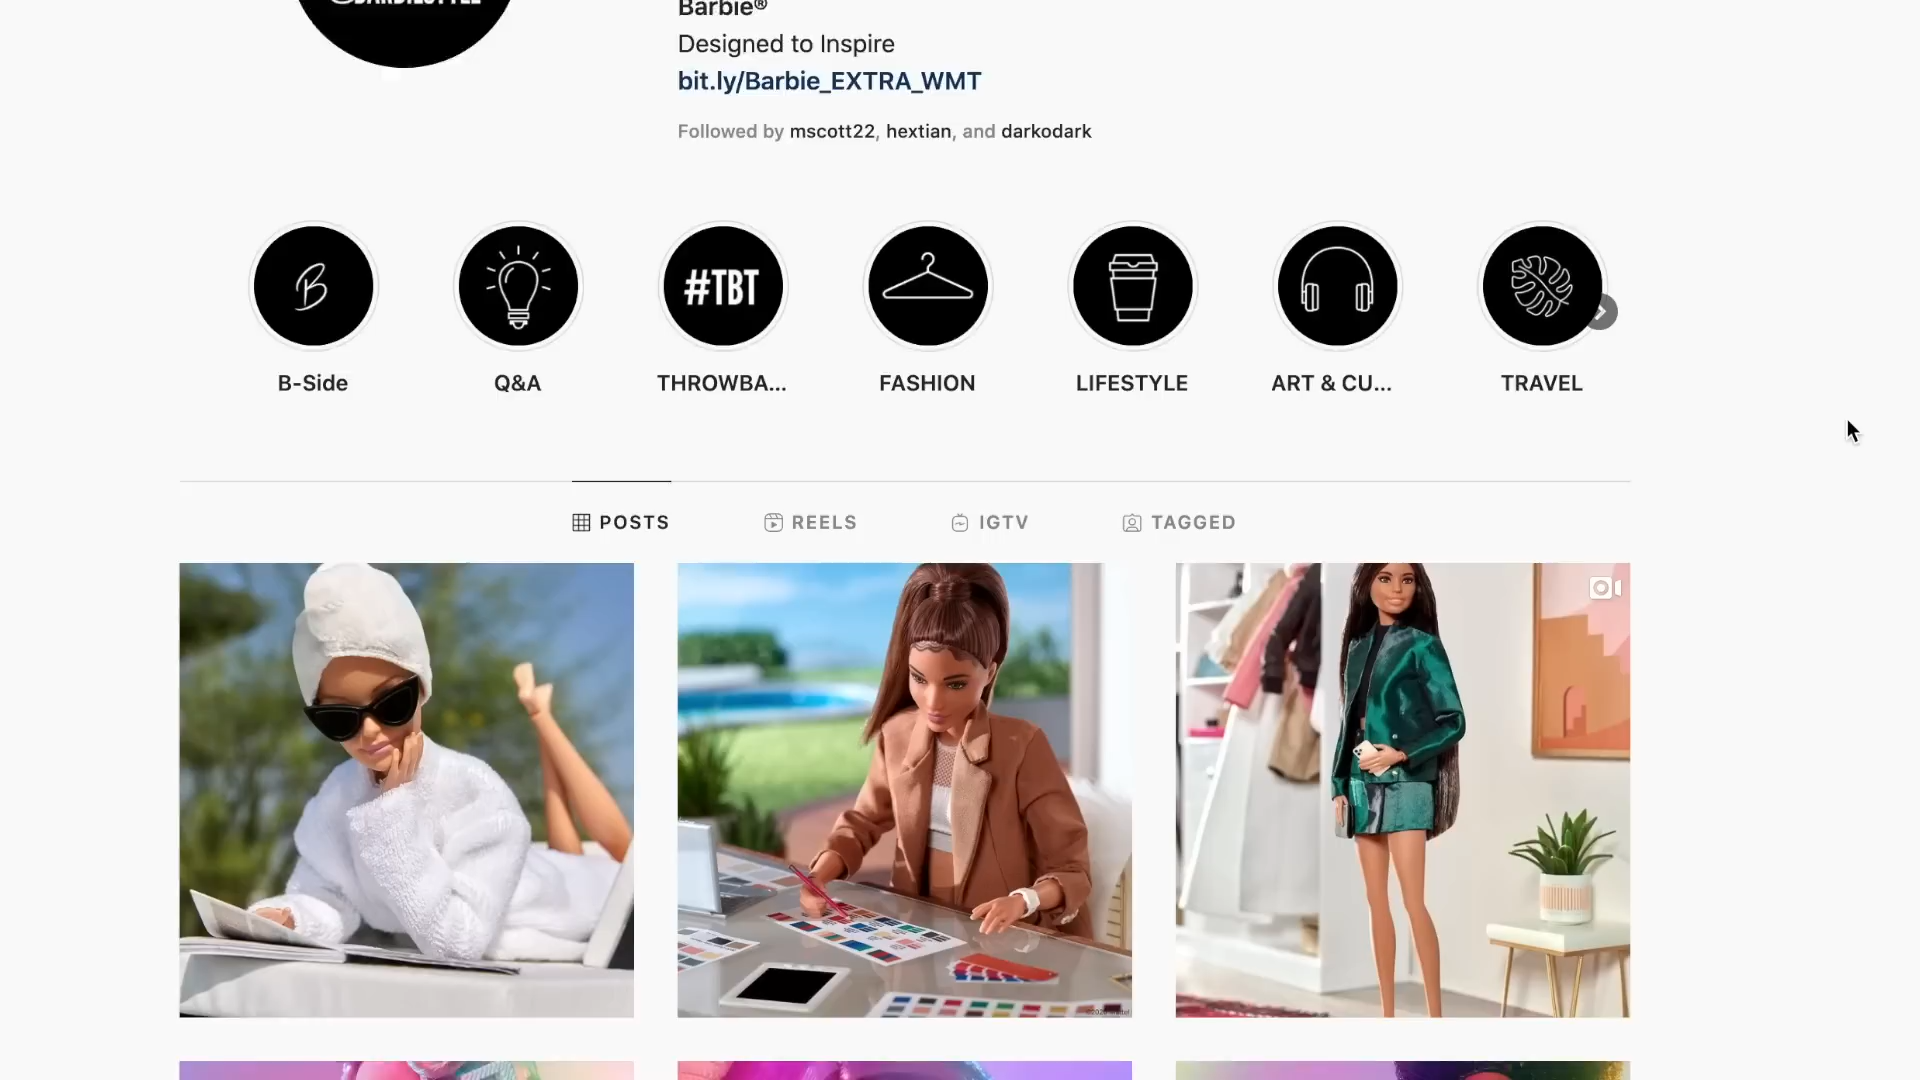 Barbie®
Designed to Inspire
bit.ly/Barbie_EXTRA_WMT
Followed by mscott22, hextian, and darkodark
B
#TBT
B-Side
Q&A
THROWBA...
FASHION
LIFESTYLE
ART & CU...
TRAVEL
POSTS
REELS
IGTV
TAGGED